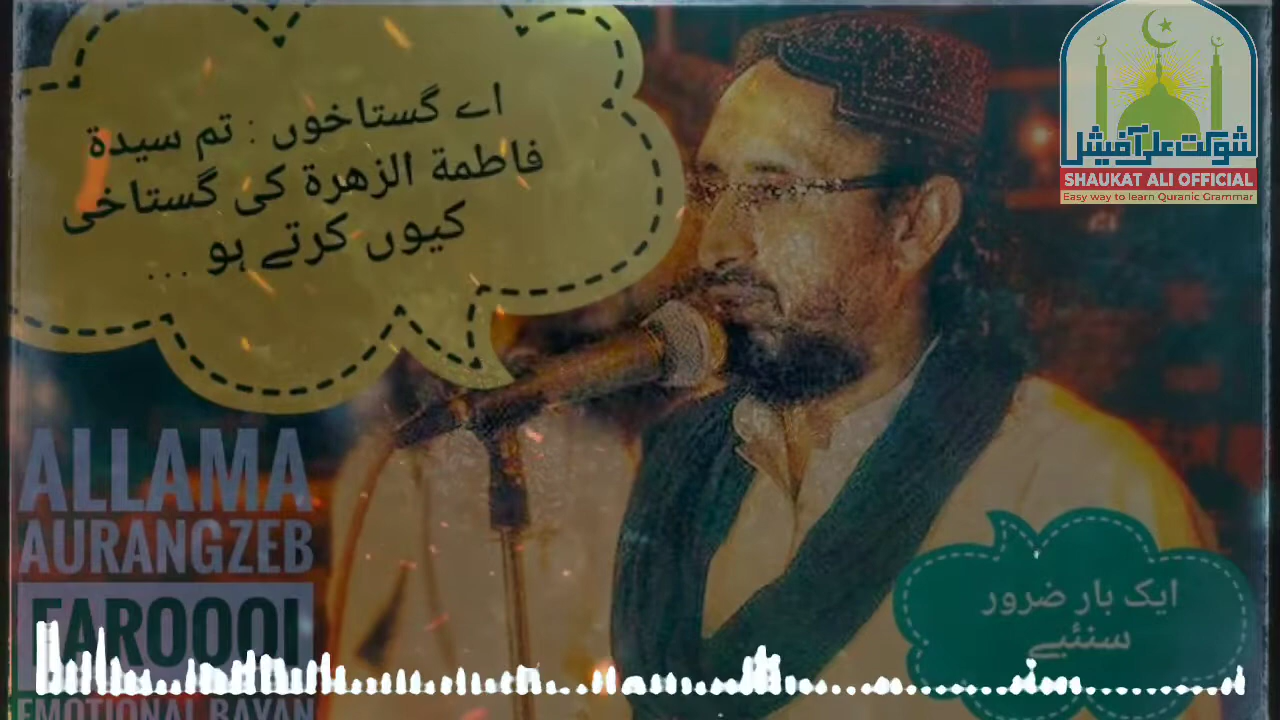 اے گستاخوں : تم سیدۃ
فاطمۃ الزھرۃ کی گستاخی
کیوں کرتے ہو ...
شوکت علی آفیشل
SHAUKAT ALI OFFICIAL
Easy way to learn Quranic Grammar
ALLAMA
AURANGZEB
FAROOQI
EMOTIONAL BAYAN
ایک بار ضرور
سنئیے